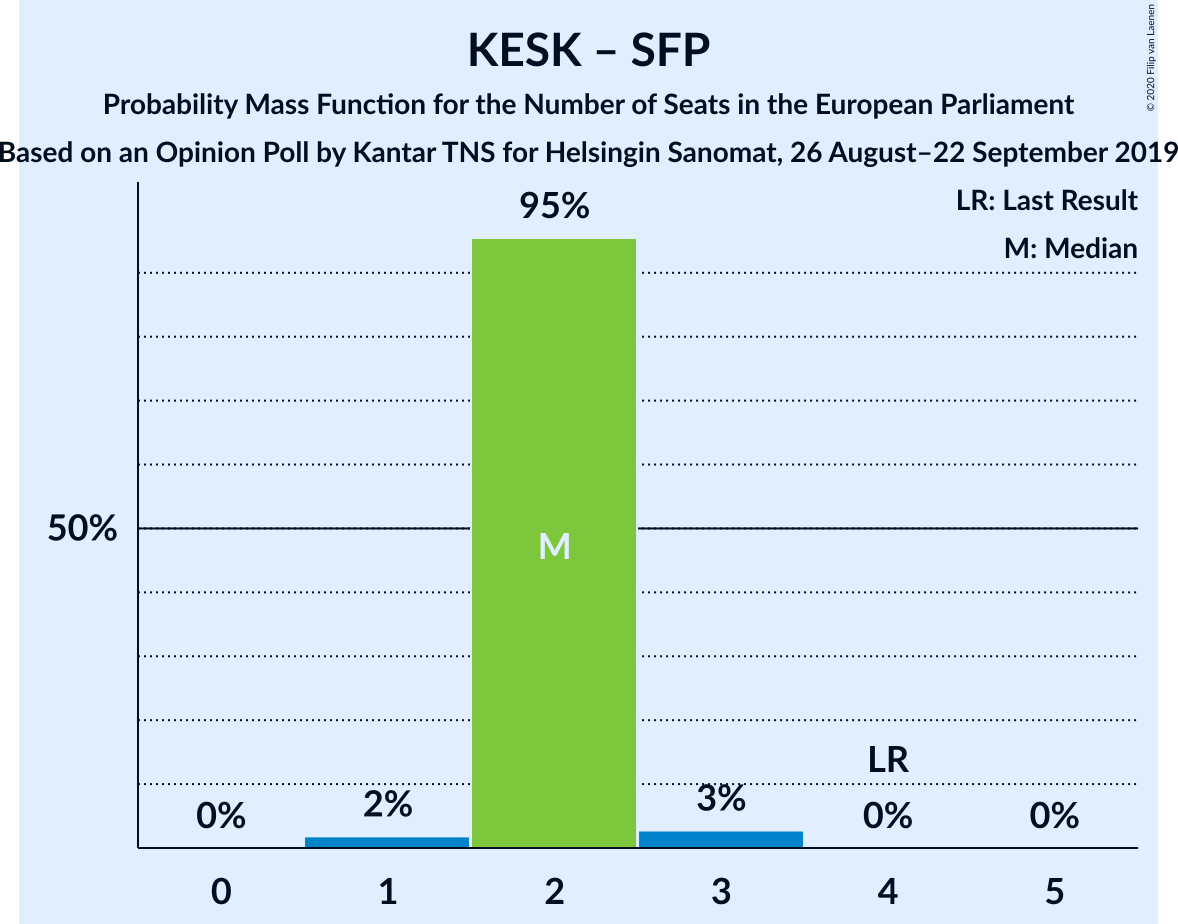 KESK – SFP
Probability Mass Function for the Number of Seats in the European Parliament
Based on an Opinion Poll by Kantar TNS for Helsingin Sanomat, 26 August–22 September 2019
© 2020 Filip van Laenen
LR: Last Result
M: Median
95%
50%
M
LR
0%
2%
3%
0%
0%
0
1
2
3
4
5